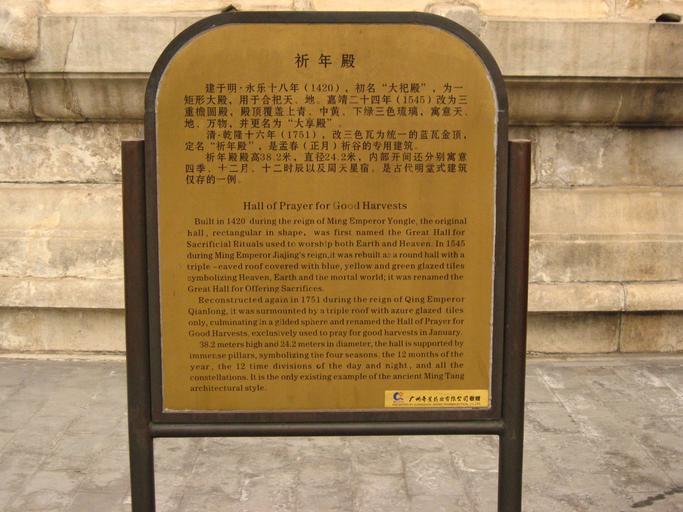 祈年殿
建于明·永乐十八年（1420），初名“大祀殿”，为一
矩形大殿，用于合祀天、地。嘉靖二十四年（1545）改为三
重檐圆殿，殿顶覆盖上青、中黄、下绿三色琉璃，寓意天、
地、万物，并更名为“大享殿”。
清·乾隆十六年（1751），改三色瓦为统一的蓝瓦金顶，
定名“祈年殿”，是孟春（正月）祈谷的专用建筑。
祈年殿殿高38.2米，直径24.2米，内部开间还分别寓意
四季、十二月、十二时辰以及周天星宿，是古代明堂式建筑
仅存的一例。
Hall of Prayer for Good Harvests
Built in 1420 during the reign of Ming Emperor Yongle, the original
hall, rectangular in shape, was first named the Great Hall for
Sacrificial Rituals used to worship both Earth and Heaven. In 1545
during Ming Emperor Jiajing's reign,it was rebuilt as a round hall with a
triple-eaved roof covered with blue, yellow and green glazed tiles
symbolizing Heaven, Earth and the mortal world; it was renamed the
Great Hall for Offering Sacrifices.
Reconstructed again in 1751 during the reign of Qing Emperor
Qianlong, it was surmounted by a triple roof with azure glazed tiles
only, culminating in a gilded sphere and renamed the Hall of Prayer for
Good Harvests, exclusively used to pray for good harvests in January.
38.2 meters high and 24.2 meters in diameter, the hall is supported by
immense pillars, symbolizing the four seasons, the 12 months of the
year, the 12 time divisions of the day and night, and all the
constellations. It is the only existing example of the ancient Ming Tang
architectural style.
广州奇星药业有限公司敬赠